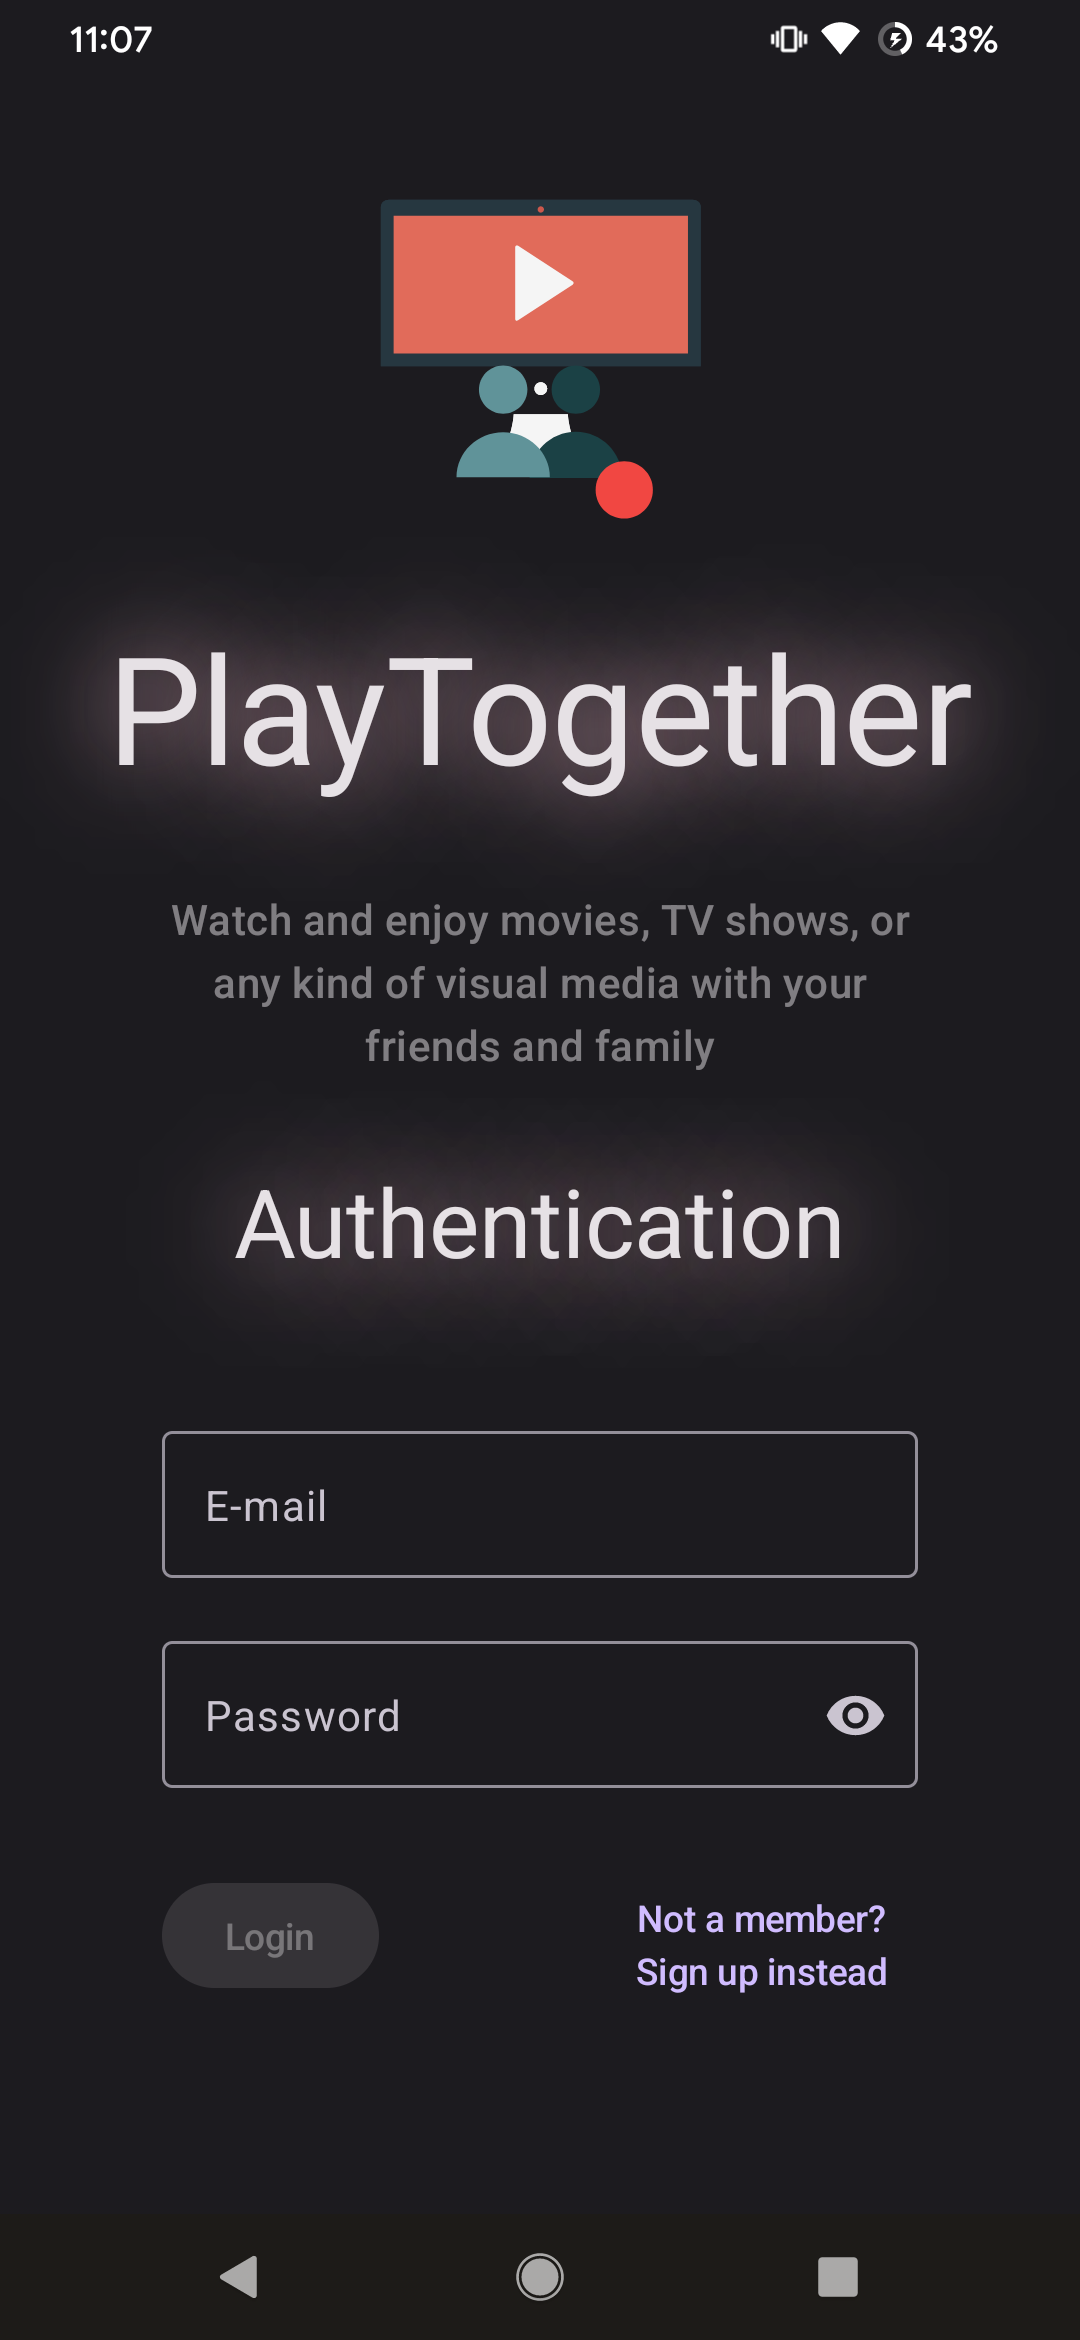 11:07
43%
PlayTogether
Watch and enjoy movies, TV shows, or
any kind of visual media with your
friends and family
Authentication
E-mail
Password
Login
Not a member?
Sign up instead